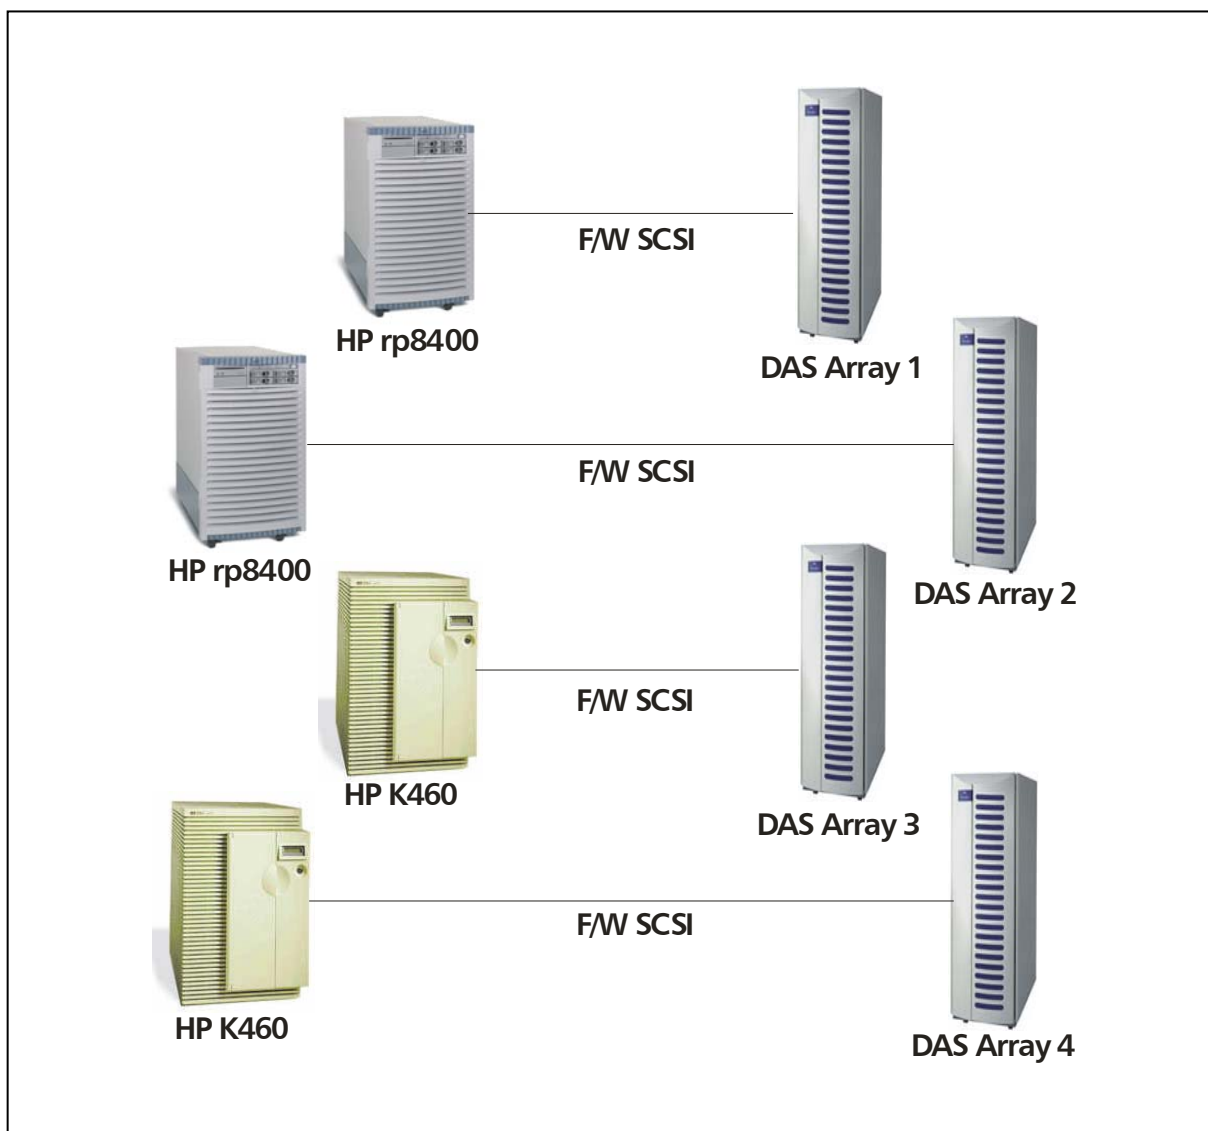 F/W SCSI
HP rp8400
DAS Array 1
F/W SCSI
HP rp8400
DAS Array 2
F/W SCSI
HP K460
DAS Array 3
F/W SCSI
HP K460
DAS Array 4